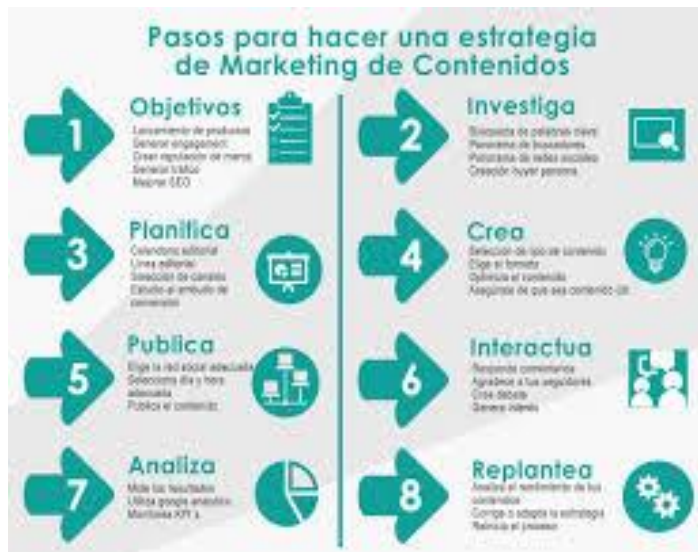 Pasos para hacer una estrategia
de Marketing de Contenidos
1
Objetivos
Lanzamiento de productos
Generar engagement
Crear reputación de marca
Generar tráfico
Mejorar SEO
2
Investiga
Búsqueda de palabras clave
Panorama de buscadores
Panorama de redes sociales
Creación buyer persona
3
Planifica
Calendario editorial
Línea editorial
Selección de canales
Estudio el embudo de
conversión
4
Crea
Selección de tipo de contenido
Elige el formato
Optimiza el contenido
Asegúrate de que sea contenido útil
5
Publica
Elige la red social adecuada
Selecciona día y hora
adecuada
Publica el contenido
6
Interactua
Responde comentarios
Agradece a tus seguidores
Crea debate
Genera interés
7
Analiza
Mide los resultados
Utiliza google analytics
Monitorea KPI´s
8
Replantea
Analiza el rendimiento de tus
contenidos
Corrige o adapta la estrategia
Reinicia el proceso